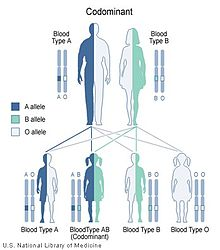 Codominant
Blood
Type A
Blood
Type B
A O
B O
A allele
B allele
O allele
A O
A B
B O
O O
Blood Type A
BloodType AB
(Codominant)
Blood Type B
Blood Type O
U.S. National Library of Medicine